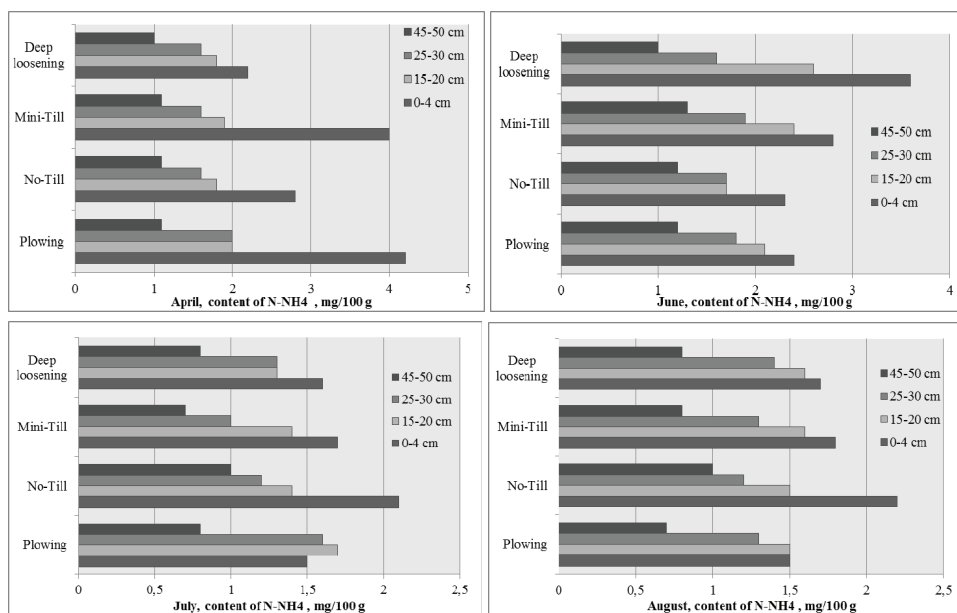 Deep
loosening
Mini-Till
No-Till
Plowing
45-50 cm
25-30 cm
15-20 cm
0-4 cm
0 1 2 3 4 5
April, content of N-NH4 , mg/100 g
Deep
loosening
Mini-Till
No-Till
Plowing
45-50 cm
25-30 cm
15-20 cm
0-4 cm
0 1 2 3 4
June, content of N-NH4 , mg/100 g
Deep
loosening
Mini-Till
No-Till
Plowing
45-50 cm
25-30 cm
15-20 cm
0-4 cm
0 0,5 1 1,5 2 2,5
July, content of N-NH4 , mg/100 g
Deep
loosening
Mini-Till
No-Till
Plowing
45-50 cm
25-30 cm
15-20 cm
0-4 cm
0 0,5 1 1,5 2 2,5
August, content of N-NH4 , mg/100 g